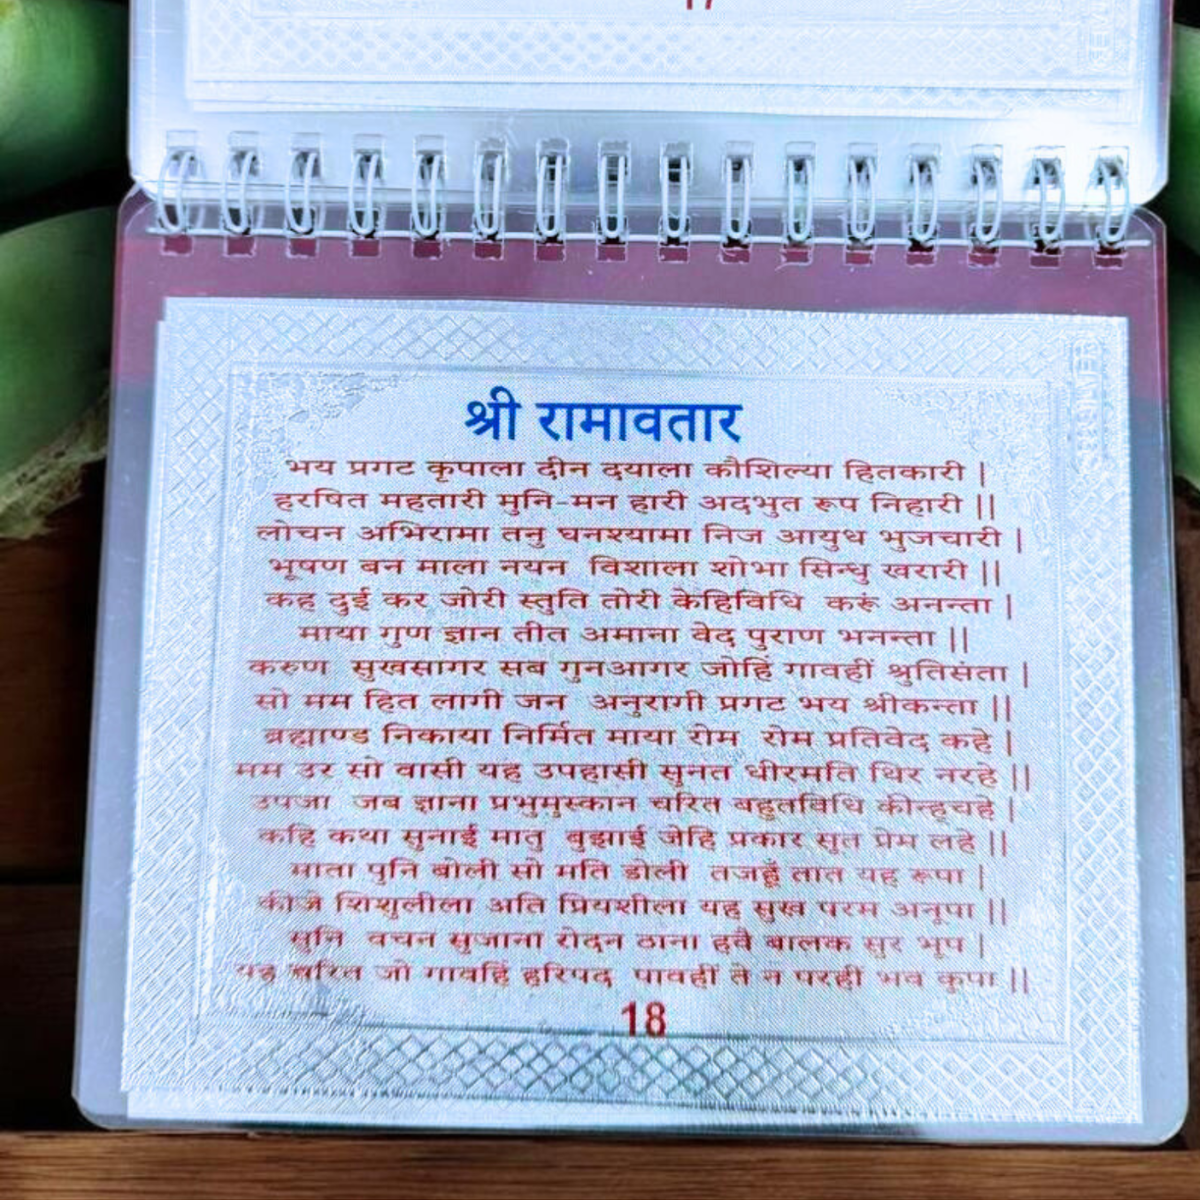 17
श्री रामावतार
भय प्रगट कृपाला दीन दयाला कौशिल्या हितकारी |
हरषित महतारी मुनि-मन हारी अदभुत रूप निहारी ||
लोचन अभिरामा तनु घनश्यामा निज आयुध भुजचारी |
भूषण बन माला नयन विशाला शोभा सिन्धु खरारी ||
कह दुई कर जोरी स्तुति तोरी केहिविधि करूं अनन्ता |
माया गुण ज्ञान तीत अमाना वेद पुराण भनन्ता ||
करुण सुखसागर सब गुनआगर जोहिं गावहीं श्रुतिसंता |
सो मम हित लागी जन अनुरागी प्रगट भय श्रीकन्ता ||
ब्रह्माण्ड निकाया निर्मित माया रोम रोम प्रतिवेद कहे |
मम उर सो वासी यह उपहासी सुनत धीरमति थिर नरहे ||
उपजा जब ज्ञाना प्रभुमुस्कान चरित बहुतविधि कीन्हचहे |
कहि कथा सुनाई मातु बुझाई जेहि प्रकार सुत प्रेम लहे ||
माता पुनि बोली सो मति डोली तजहूँ तात यह रूपा |
कीजे शिशुलीला अति प्रियशीला यह सुख परम अनूपा ||
सुनि वचन सुजाना रोदन ठाना हवै बालक सुर भूप |
यह चरित जो गावहिं हरिपद पावहीं ते न परहीं भव कूपा ||
18